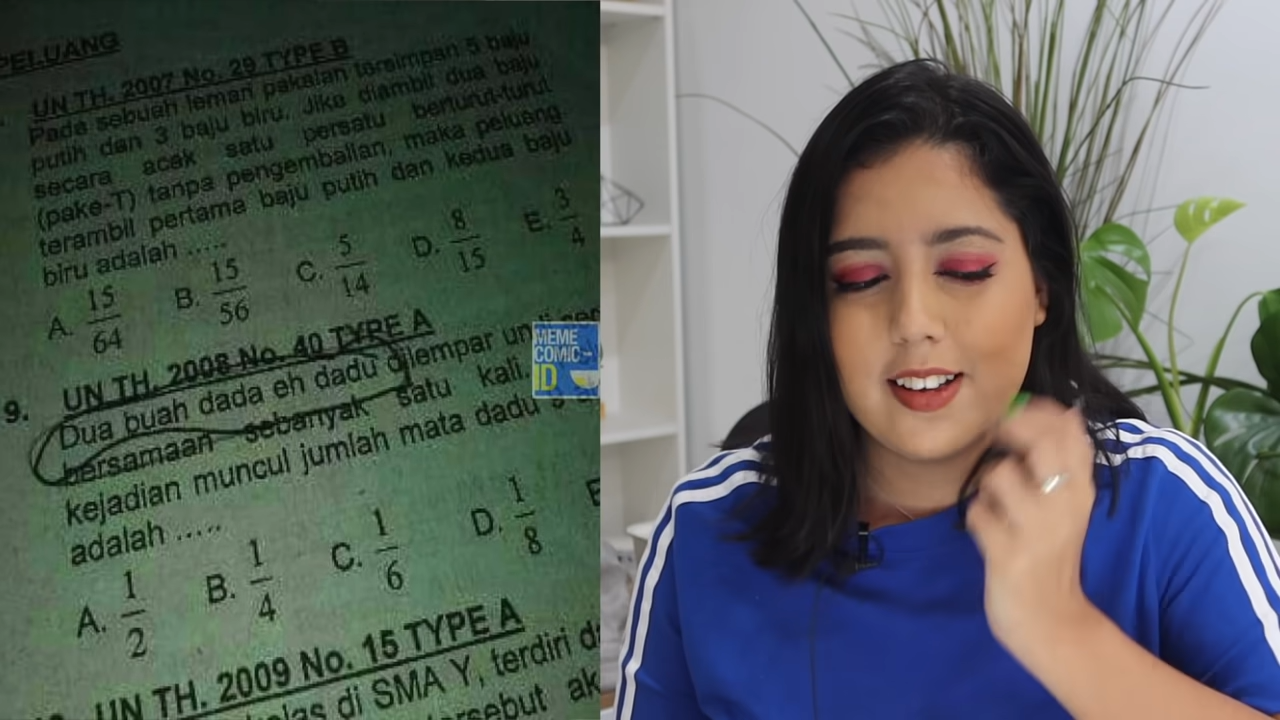 PELUANG
UN TH. 2007 No. 29 TYPE B
Pada sebuah lemari pakaian tersimpan 5 baju
putih dan 3 baju biru. Jika diambil dua baju
secara acak satu persatu berturut-turut
(pake-T) tanpa pengembalian, maka peluang
terambil pertama baju putih dan kedua baju
biru adalah .....
A. 15/64 B. 15/56 C. 5/14 D. 8/15 E. 3/4
9. UN TH. 2008 No. 40 TYPE A
Dua buah dada eh dadu dilempar
bersamaan sebanyak satu kali.
kejadian muncul jumlah mata dadu
adalah .....
A. 1/2 B. 1/4 C. 1/6 D. 1/8 E
UN TH. 2009 No. 15 TYPE A
di SMA Y, terdiri
MEME
COMIC
ID